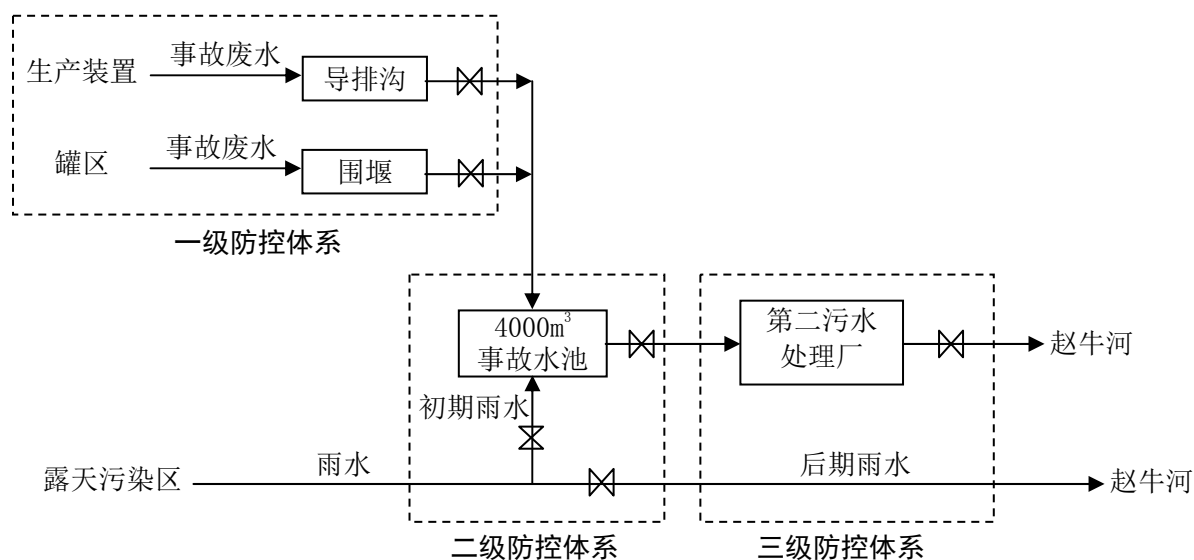 生产装置
事故废水
导排沟
罐区
事故废水
围堰
一级防控体系
4000m³
事故水池
第二污水
处理厂
赵牛河
初期雨水
露天污染区
雨水
后期雨水
赵牛河
二级防控体系
三级防控体系